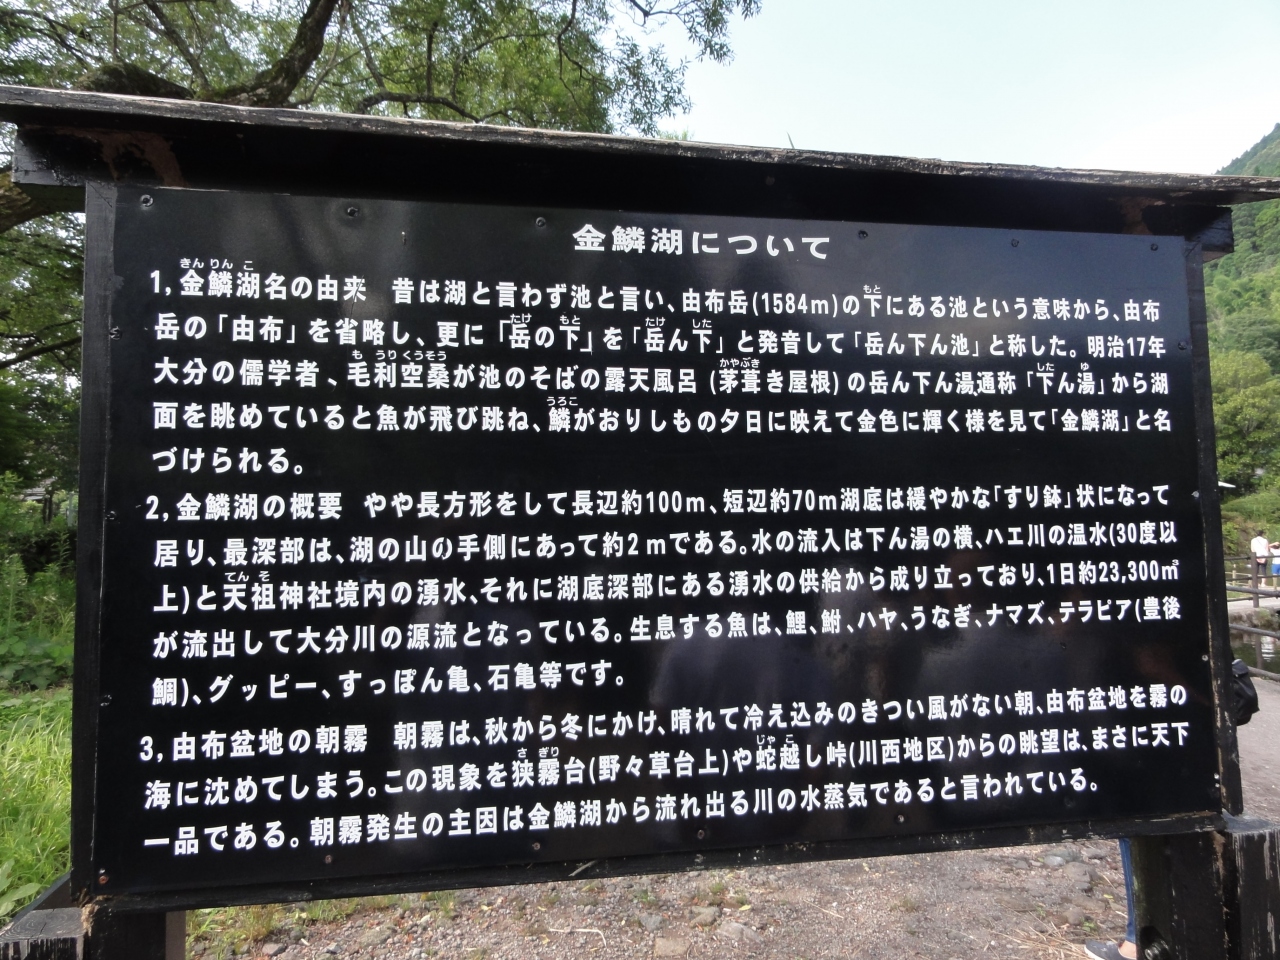 金鱗湖について
1,金鱗湖名の由来　昔は湖と言わず池と言い、由布岳(1584m)の下にある池という意味から、由布
岳の「由布」を省略し、更に「岳の下」を「岳ん下」と発音して「岳ん下ん池」と称した。明治17年
大分の儒学者、毛利空桑が池のそばの露天風呂(茅葺き屋根)の岳ん下ん湯,通称「下ん湯」から湖
面を眺めていると魚が飛び跳ね、鱗がおりしもの夕日に映えて金色に輝く様を見て「金鱗湖」と名
づけられる。
2,金鱗湖の概要　やや長方形をして長辺約100m、短辺約70m湖底は緩やかな「すり鉢」状になって
居り、最深部は、湖の山の手側にあって約2mである。水の流入は下ん湯の横、ハエ川の温水(30度以
上)と天祖神社境内の湧水、それに湖底深部にある湧水の供給から成り立っており、1日約23,300㎥
が流出して大分川の源流となっている。生息する魚は、鯉、鮒、ハヤ、うなぎ、ナマズ、テラピア(豊後
鯛)、グッピー、すっぽん亀、石亀等です。
3,由布盆地の朝霧　朝霧は、秋から冬にかけ、晴れて冷え込みのきつい風がない朝、由布盆地を霧の
海に沈めてしまう。この現象を狭霧台(野々草台上)や蛇越し峠(川西地区)からの眺望は、まさに天下
一品である。朝霧発生の主因は金鱗湖から流れ出る川の水蒸気であると言われている。